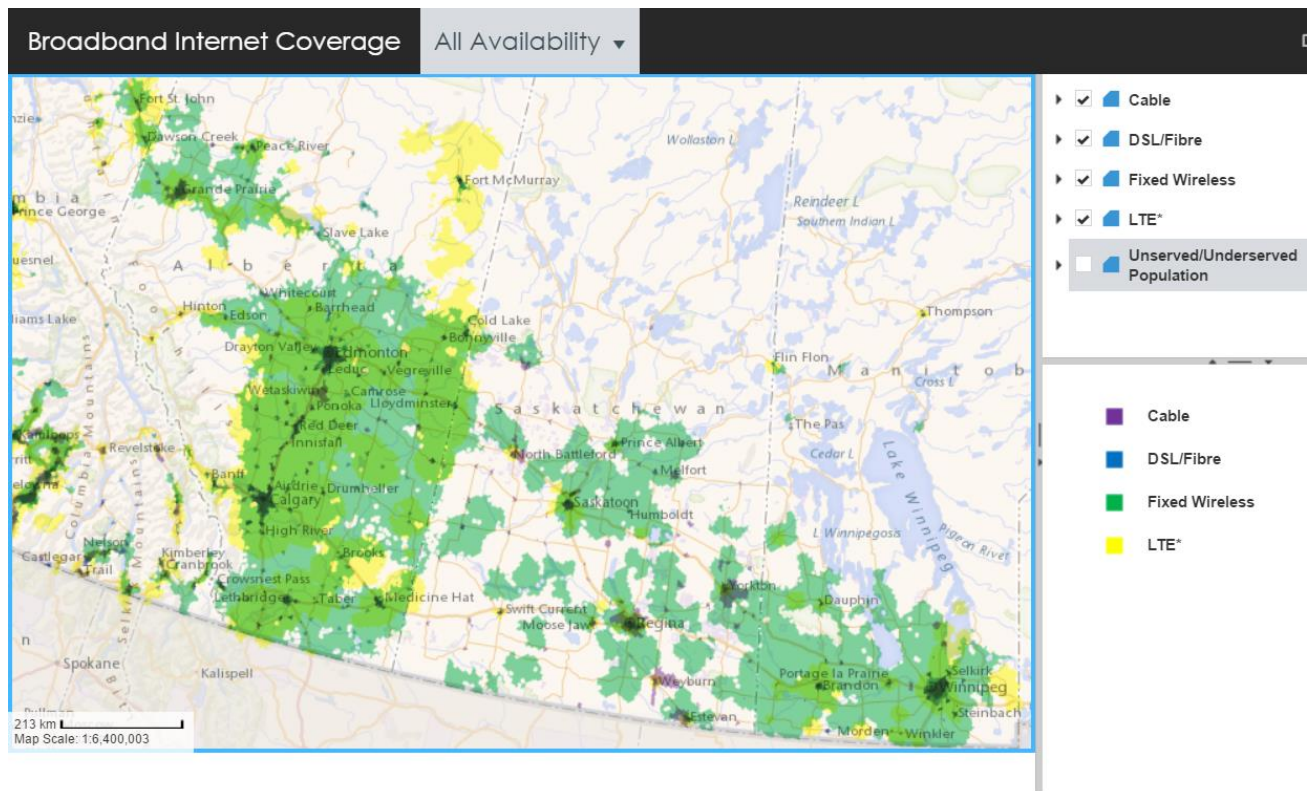 Broadband Internet Coverage
All Availability
Cable
DSL/Fibre
Fixed Wireless
LTE*
Unserved/Underserved
Population
Cable
DSL/Fibre
Fixed Wireless
LTE*
Fort St. John
Dawson Creek
Peace River
Grande Prairie
Fort McMurray
Wollaston L
Reindeer L
Southern Indian L
Prince George
Slave Lake
A l b e r t a
Whitecourt
Hinton
Edson
Barrhead
Cold Lake
Bonnyville
Thompson
Drayton Valley
Edmonton
Leduc
Vegreville
Flin Flon
M a n i t o b
Cross L
Wetaskiwin
Camrose
Ponoka
Lloydminster
S a s k a t c h e w a n
Red Deer
Innisfail
The Pas
Prince Albert
North Battleford
Melfort
Cedar L
Lake Winnipeg
Kamloops
Revelstoke
Banff
Airdrie
Drumheller
Calgary
Saskatoon
Humboldt
High River
L Winnipegosis
Pigeon River
Columbia Mountains
Nelson
Castlegar
Trail
Kimberley
Cranbrook
Brooks
Crowsnest Pass
Lethbridge
Taber
Medicine Hat
Yorkton
Dauphin
Swift Current
Moose Jaw
Regina
Spokane
Kalispell
Weyburn
Portage la Prairie
Brandon
Selkirk
Winnipeg
Estevan
Steinbach
Morden
Winkler
213 km
Map Scale: 1:6,400,003